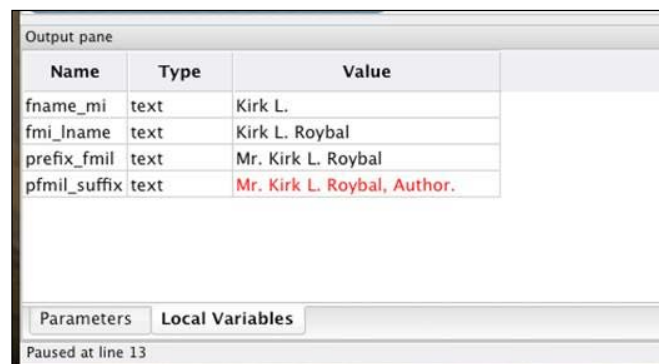 Output pane
Name Type Value
fname_mi text Kirk L.
fmi_lname text Kirk L. Roybal
prefix_fmil text Mr. Kirk L. Roybal
pfmil_suffix text Mr. Kirk L. Roybal, Author.
Parameters Local Variables
Paused at line 13